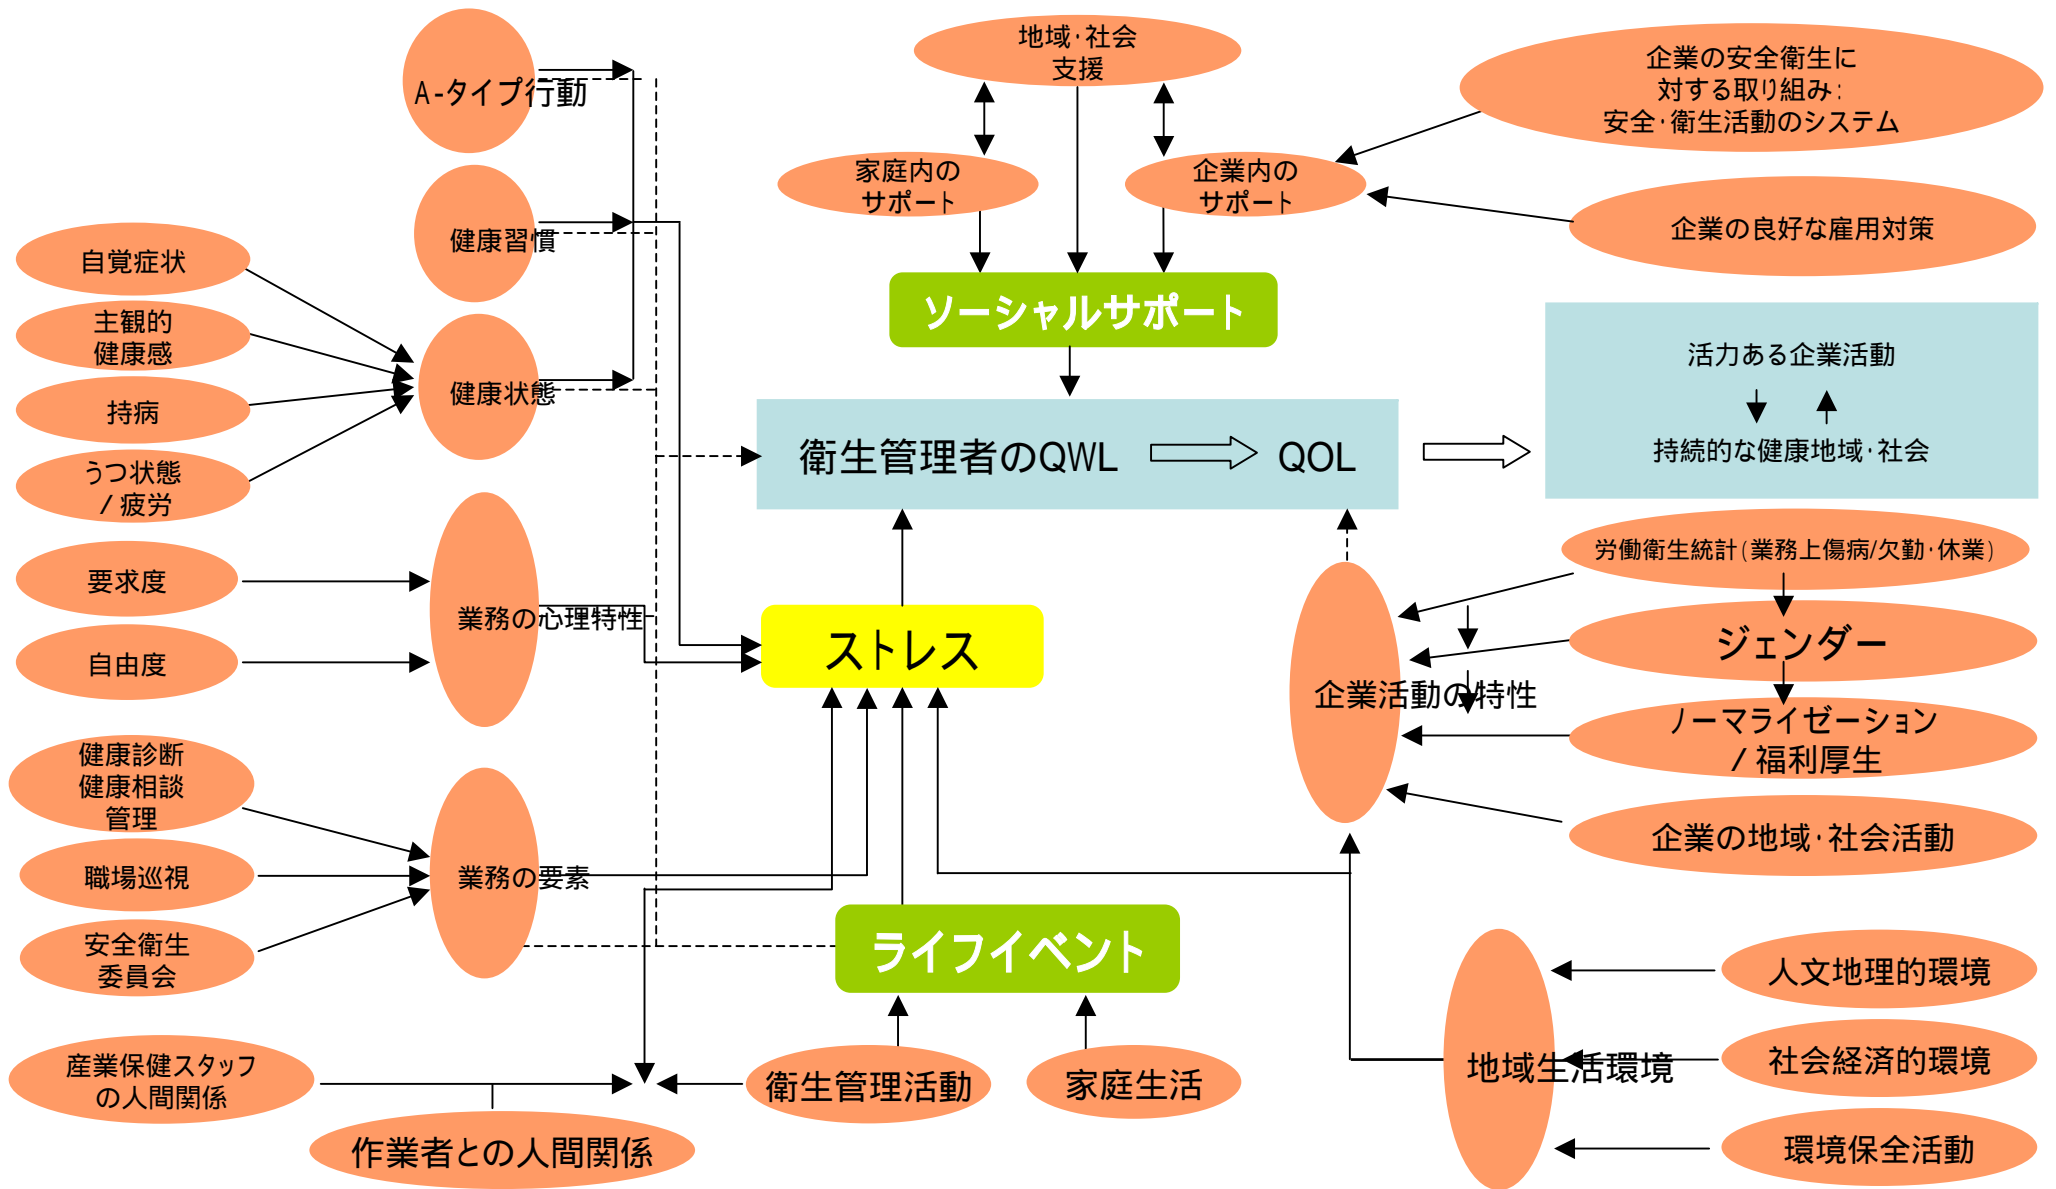 A-タイプ行動
健康習慣
健康状態
自覚症状
主観的
健康感
持病
うつ状態
/ 疲労
要求度
自由度
業務の心理特性
健康診断
健康相談
管理
職場巡視
安全衛生
委員会
業務の要素
産業保健スタッフ
の人間関係
作業者との人間関係
地域・社会
支援
家庭内の
サポート
企業内の
サポート
企業の安全衛生に
対する取り組み:
安全・衛生活動のシステム
企業の良好な雇用対策
ソーシャルサポート
衛生管理者のQWL
QOL
活力ある企業活動
持続的な健康地域・社会
ストレス
ライフイベント
衛生管理活動
家庭生活
企業活動の特性
労働衛生統計(業務上傷病/欠勤・休業)
ジェンダー
ノーマライゼーション
/ 福利厚生
企業の地域・社会活動
地域生活環境
人文地理的環境
社会経済的環境
環境保全活動